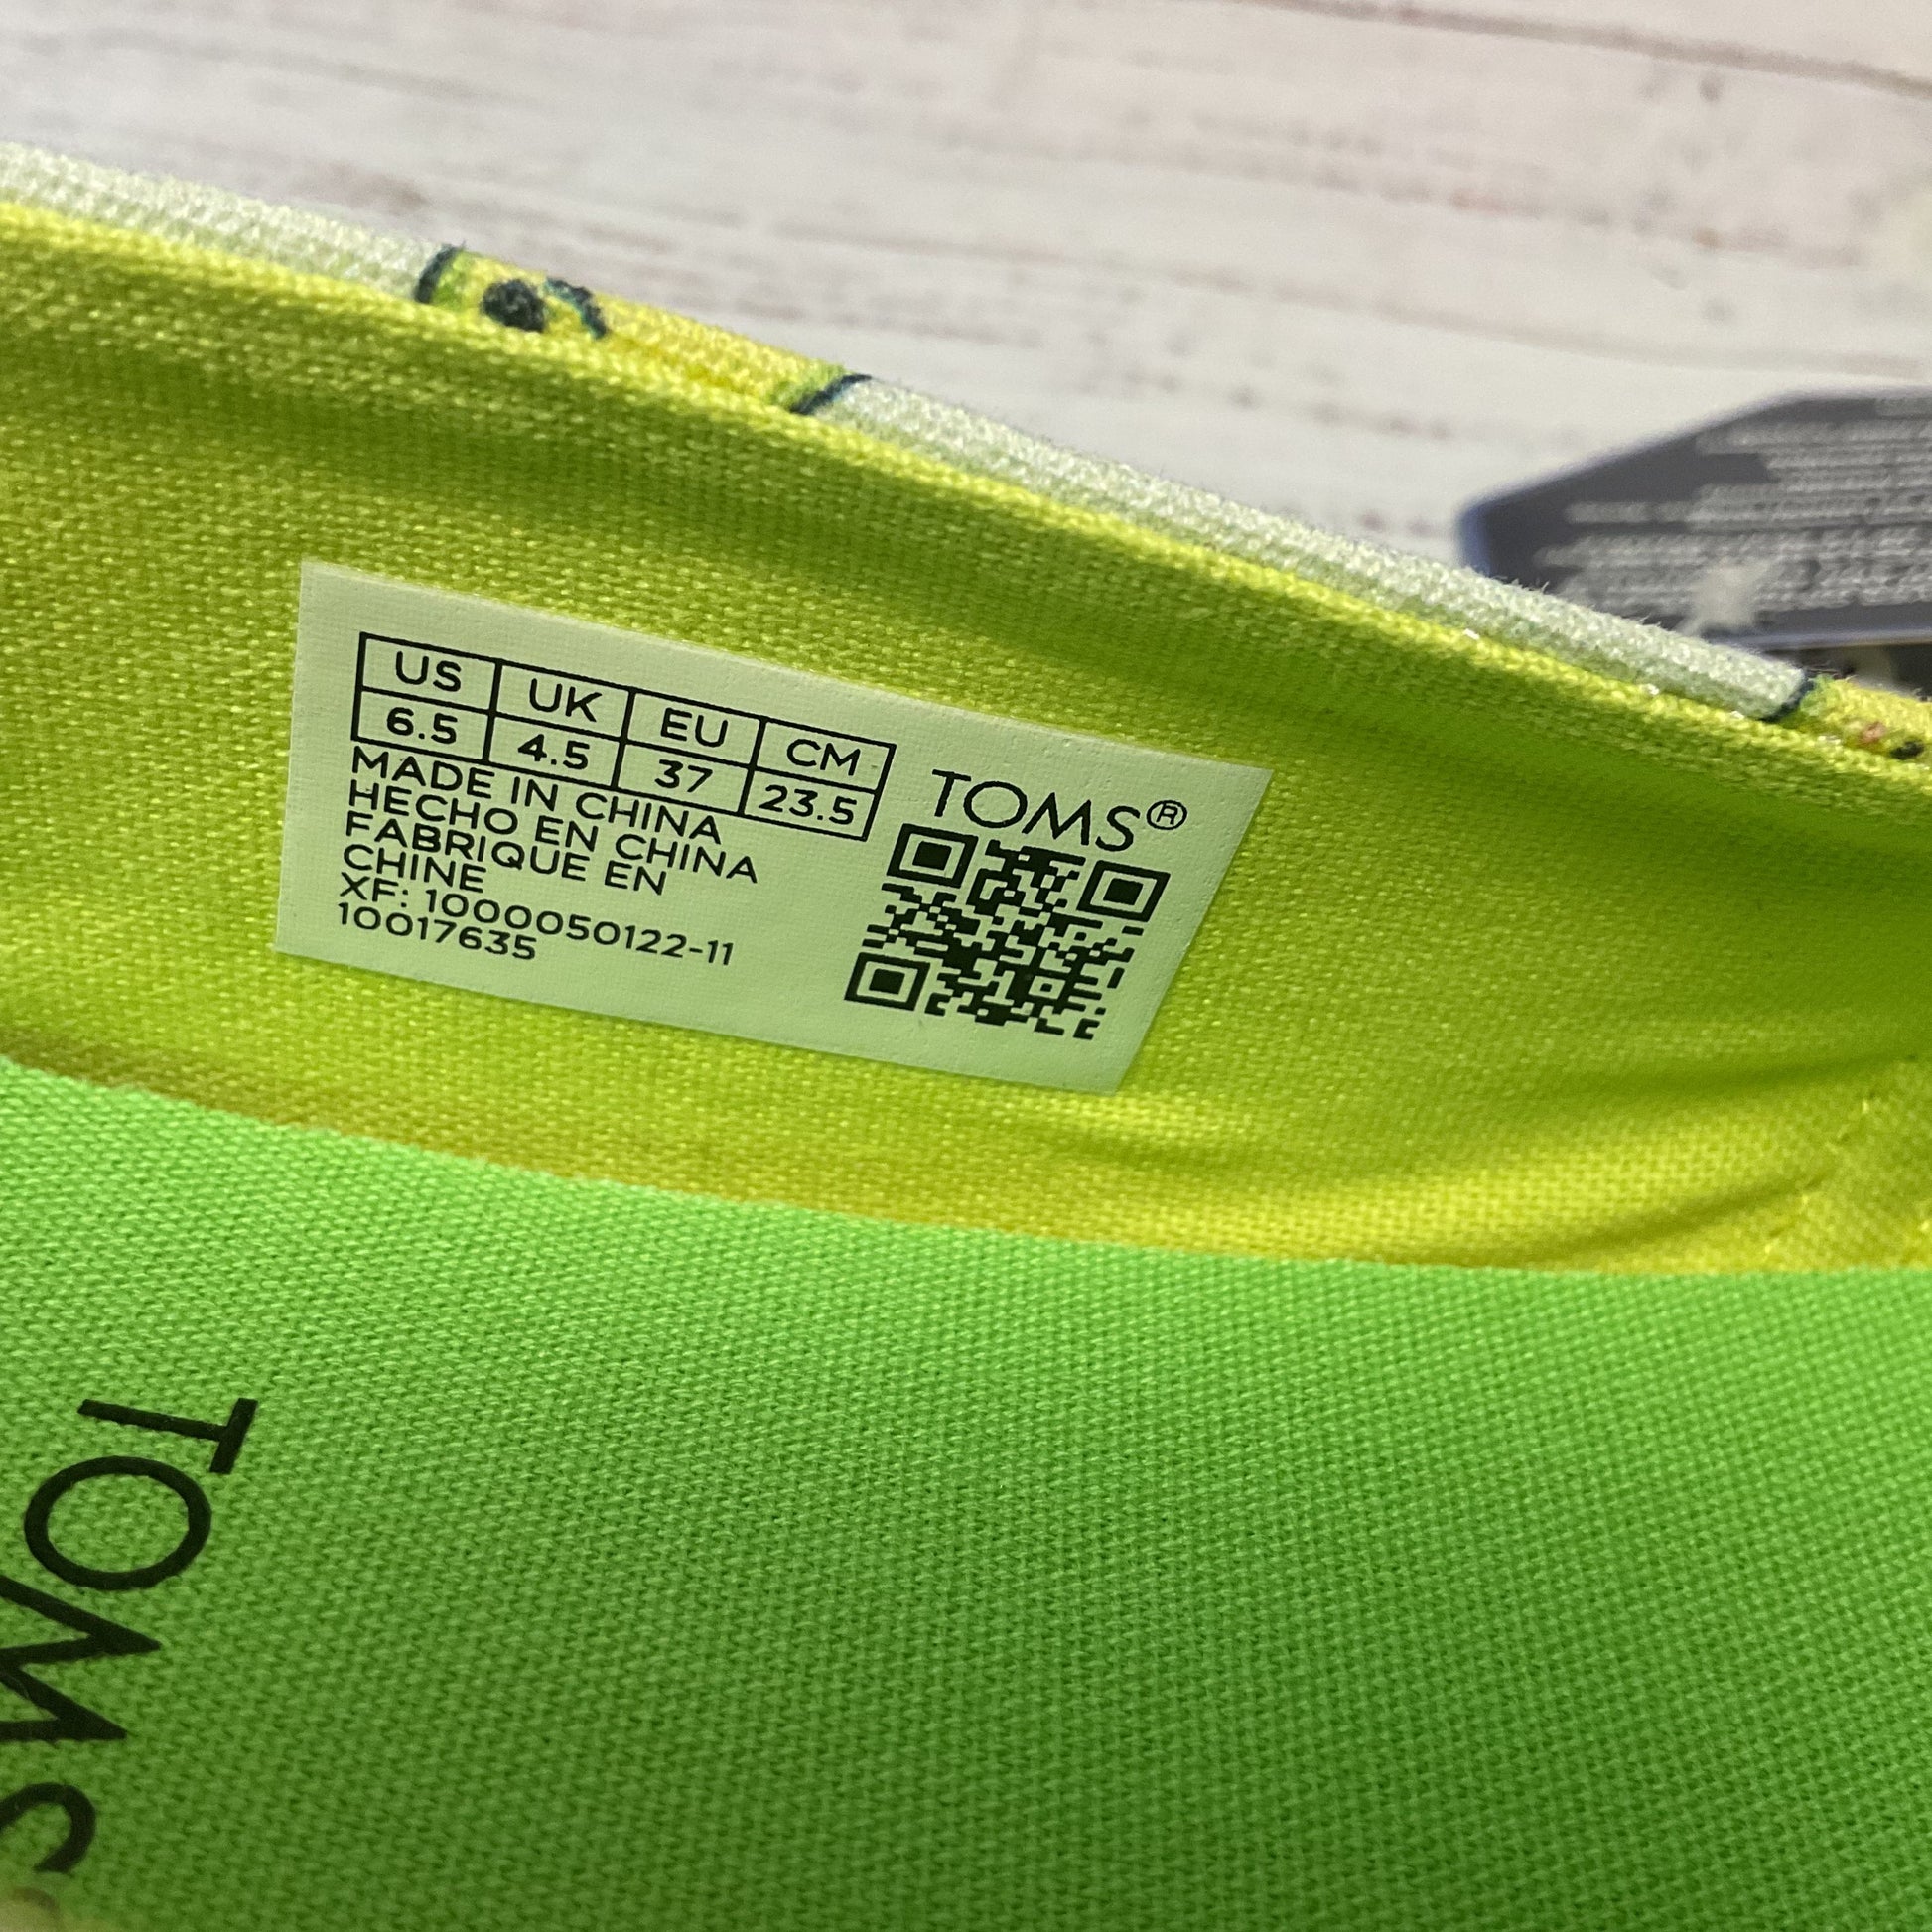 US UK EU CM
6.5 4.5 37 23.5
MADE IN CHINA
HECHO EN CHINA
FABRIQUE EN
CHINE
XF: 1000050122-11
10017635
TOMS®
TOMS